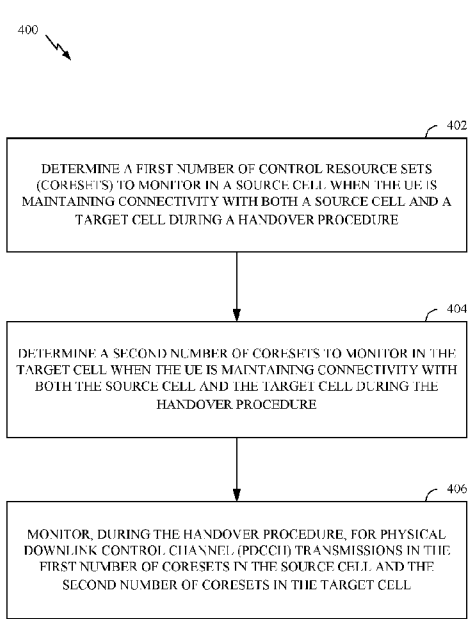 400
402
DETERMINE A FIRST NUMBER OF CONTROL RESOURCE SETS
(CORESETS) TO MONITOR IN A SOURCE CELL WHEN THE UE IS
MAINTAINING CONNECTIVITY WITH BOTH A SOURCE CELL AND A
TARGET CELL DURING A HANDOVER PROCEDURE
404
DETERMINE A SECOND NUMBER OF CORESETS TO MONITOR IN THE
TARGET CELL WHEN THE UE IS MAINTAINING CONNECTIVITY WITH
BOTH THE SOURCE CELL AND THE TARGET CELL DURING THE
HANDOVER PROCEDURE
406
MONITOR, DURING THE HANDOVER PROCEDURE, FOR PHYSICAL
DOWNLINK CONTROL CHANNEL (PDCCH) TRANSMISSIONS IN THE
FIRST NUMBER OF CORESETS IN THE SOURCE CELL AND THE
SECOND NUMBER OF CORESETS IN THE TARGET CELL